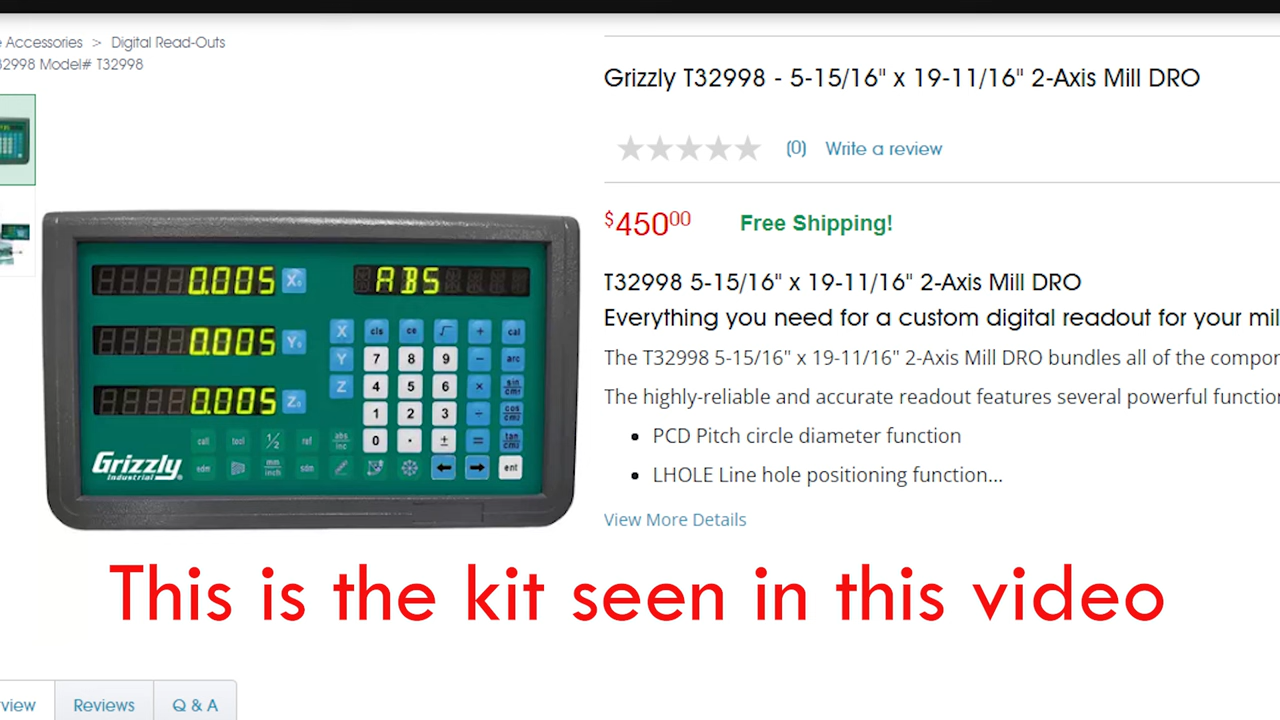 Accessories > Digital Read-Outs
32998 Model# T32998
Grizzly T32998 - 5-15/16" x 19-11/16" 2-Axis Mill DRO
(0) Write a review
$450.00 Free Shipping!
T32998 5-15/16" x 19-11/16" 2-Axis Mill DRO
Everything you need for a custom digital readout for your mil
The T32998 5-15/16" x 19-11/16" 2-Axis Mill DRO bundles all of the compor
The highly-reliable and accurate readout features several powerful function
• PCD Pitch circle diameter function
• LHOLE Line hole positioning function...
View More Details
0.005 X₀ ABS
0.005 Y₀
0.005 Z₀
X cls ce √ + cal
Y 7 8 9 − arc
Z 4 5 6 × sin
1 2 3 ÷ cos
call tool 1/2 ref abs inc 0 . ± = tan
sdm mm inch sdm ← → ent
Grizzly
Industrial
This is the kit seen in this video
view Reviews Q & A